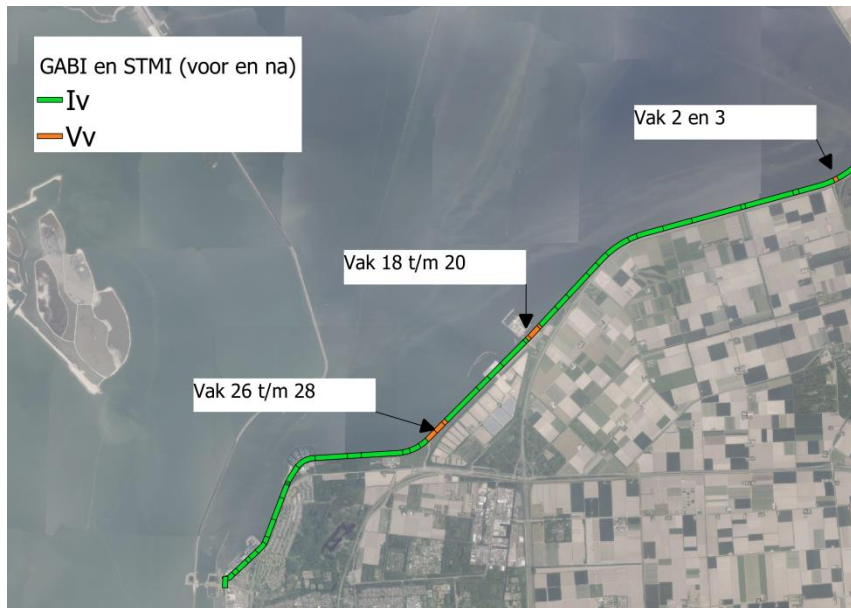 GABI en STMI (voor en na)
Iv
Vv
Vak 2 en 3
Vak 18 t/m 20
Vak 26 t/m 28